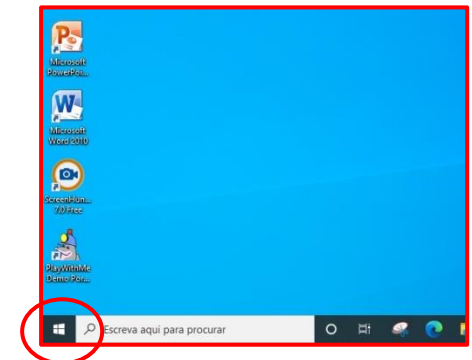 Microsoft
PowerPoi...
Microsoft
Word 2010
ScreenHun...
7.0 Free
PlayWithMe
Demo Por...
Escreva aqui para procurar